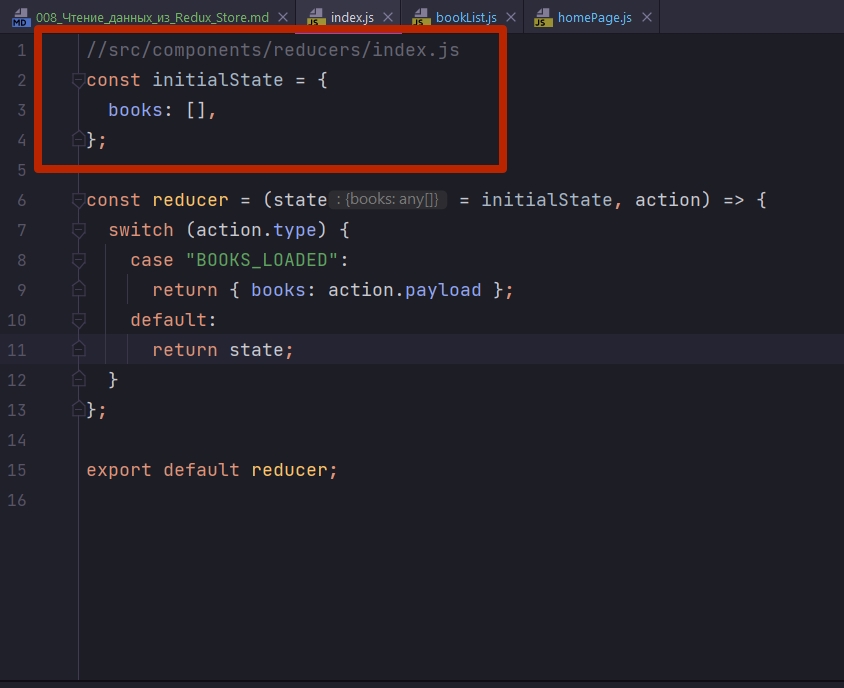 MD 008_Чтение_данных_из_Redux_Store.md JS index.js JS bookList.js JS homePage.js
1 //src/components/reducers/index.js
2 const initialState = {
3 books: [],
4 };
5
6 const reducer = (state : {books: any[]} = initialState, action) => {
7 switch (action.type) {
8 case "BOOKS_LOADED":
9 return { books: action.payload };
10 default:
11 return state;
12 }
13 };
14
15 export default reducer;
16